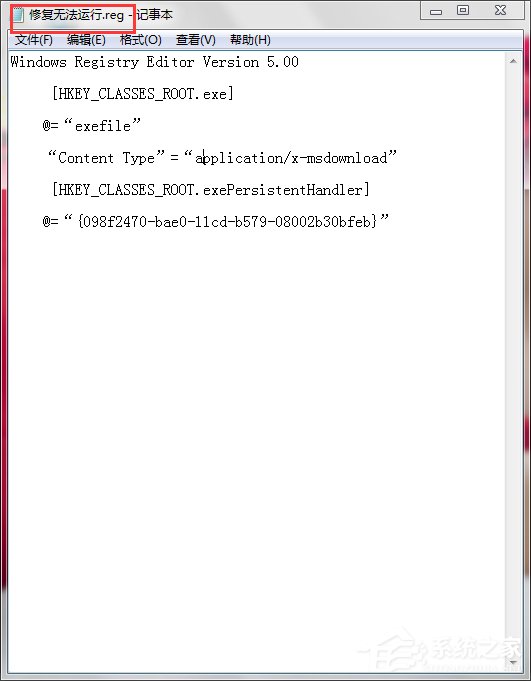 修复无法运行.reg - 记事本
文件(F) 编辑(E) 格式(O) 查看(V) 帮助(H)
Windows Registry Editor Version 5.00
[HKEY_CLASSES_ROOT.exe]
@=“exefile”
“Content Type”=“application/x-msdownload”
[HKEY_CLASSES_ROOT.exePersistentHandler]
@=“{098f2470-bae0-11cd-b579-08002b30bfeb}”
系统之家